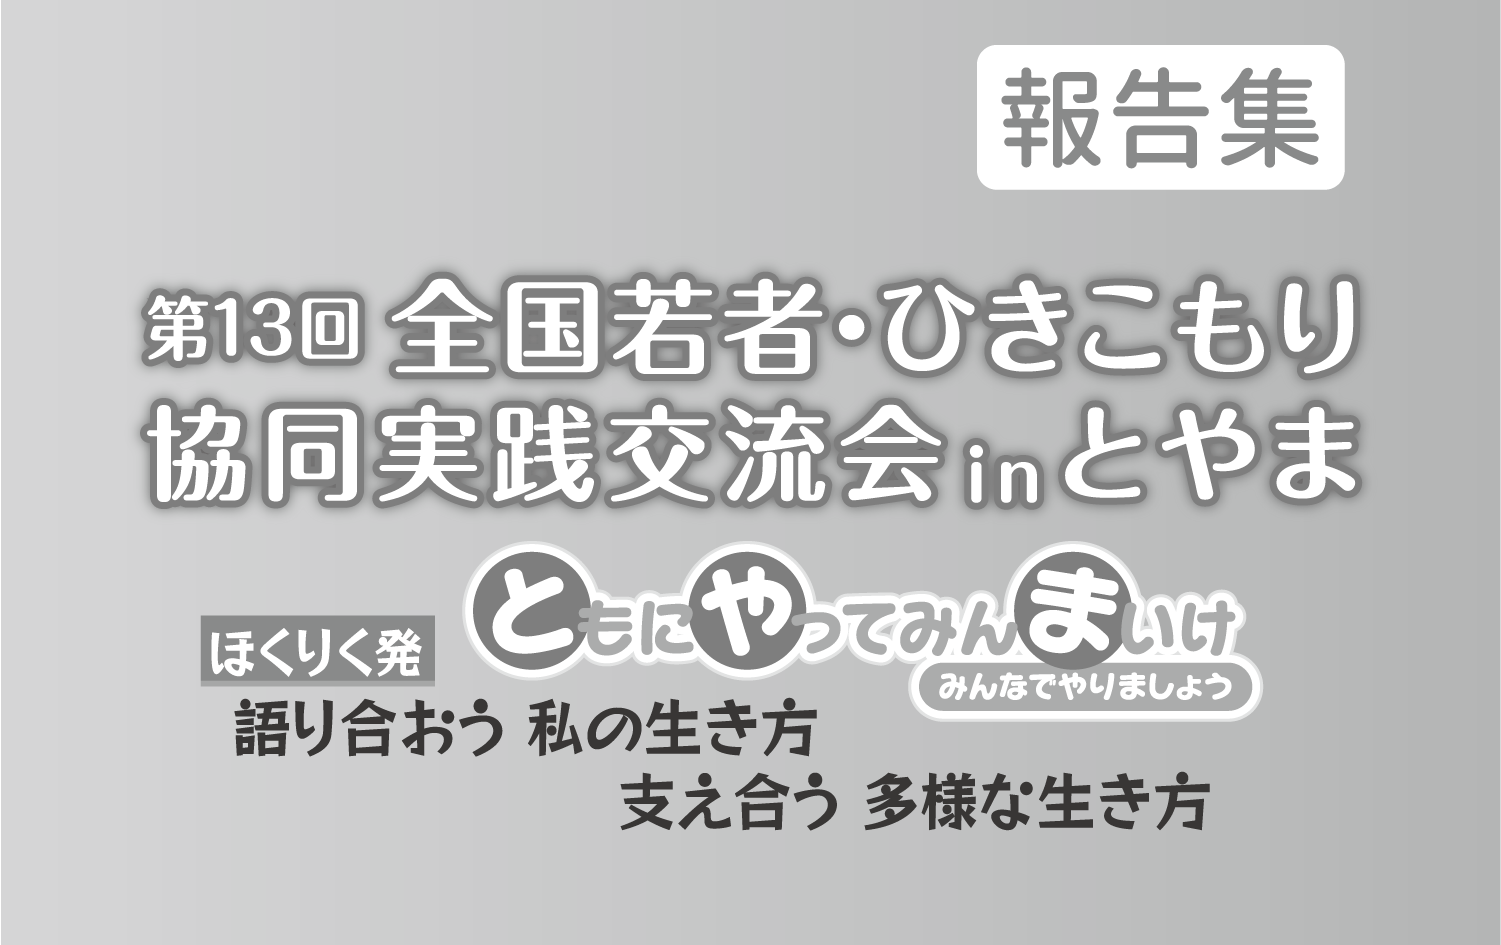 報告集
第13回 全国若者・ひきこもり
協同実践交流会 in とやま
ほくりく発
ともにやってみんまいけ
みんなでやりましょう
語り合おう 私の生き方
支え合う 多様な生き方